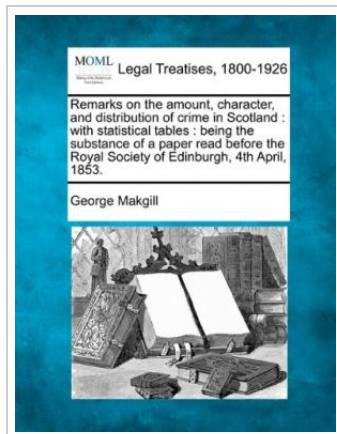 MOML
Legal Treatises, 1800-1926
Remarks on the amount, character,
and distribution of crime in Scotland :
with statistical tables : being the
substance of a paper read before the
Royal Society of Edinburgh, 4th April,
1853.
George Makgill